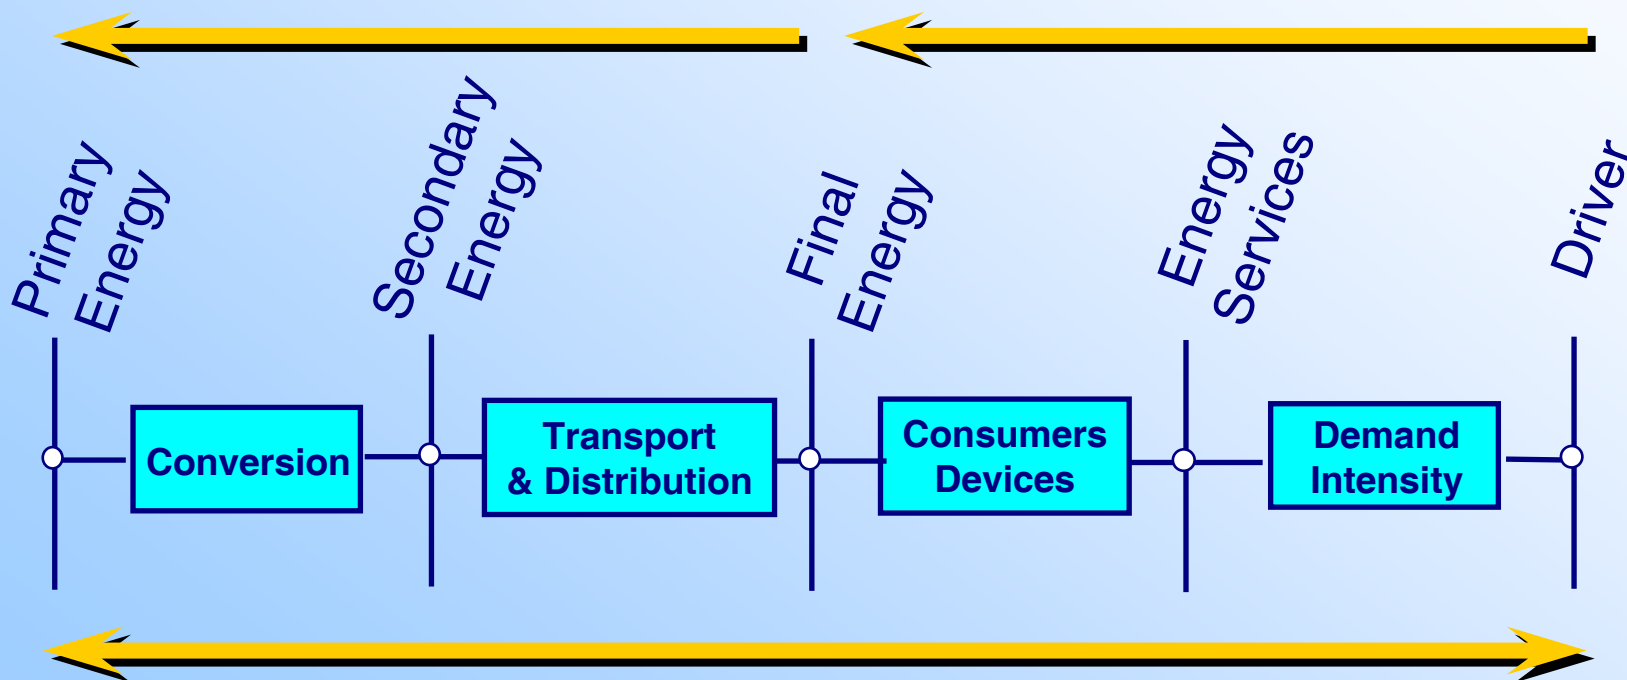 Primary
Energy
Secondary
Energy
Final
Energy
Energy
Services
Driver
Conversion
Transport
& Distribution
Consumers
Devices
Demand
Intensity